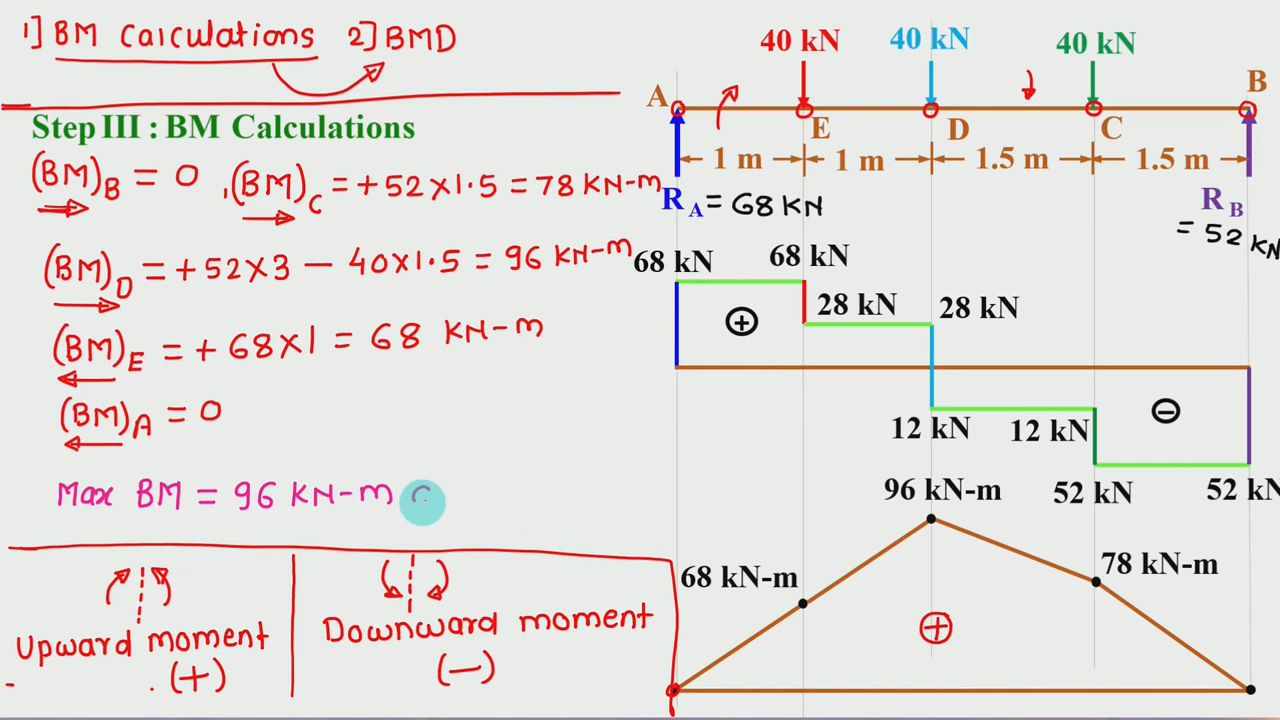 1] BM Calculations 2] BMD
Step III : BM Calculations
(BM)B = 0 , (BM)C = +52×1.5 = 78 KN-m
(BM)D = +52×3 - 40×1.5 = 96 KN-m
(BM)E = +68×1 = 68 KN-m
(BM)A = 0
Max BM = 96 KN-m
Upward moment
(+)
Downward moment
(-)
40 kN 40 kN 40 kN
A B
E D C
1 m 1 m 1.5 m 1.5 m
RA = 68 KN RB
= 52 KN
68 kN 68 kN
28 kN 28 kN
+
-
12 kN 12 kN
52 kN 52 kN
96 kN-m
68 kN-m 78 kN-m
+